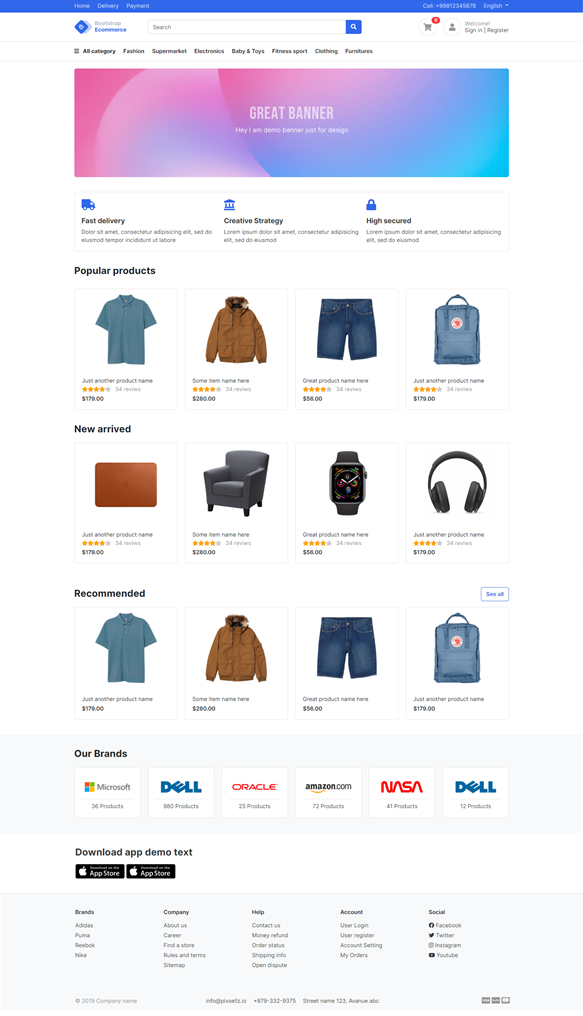 Home Delivery Payment Call: +99812345678 English
Bootstrap
Ecommerce
Search
0
Welcome!
Sign in | Register
All category Fashion Supermarket Electronics Baby & Toys Fitness sport Clothing Furnitures
GREAT BANNER
Hey I am demo banner just for design
Fast delivery
Dolor sit amet, consectetur adipisicing elit, sed do
eiusmod tempor incididunt ut labore
Creative Strategy
Lorem ipsum dolor sit amet, consectetur adipisicing
elit, sed do eiusmod
High secured
Lorem ipsum dolor sit amet, consectetur adipisicing
elit, sed do eiusmod
Popular products
Just another product name
34 reviws
$179.00
Some item name here
34 reviws
$280.00
Great product name here
34 reviws
$56.00
Just another product name
34 reviws
$179.00
New arrived
Just another product name
34 reviws
$179.00
Some item name here
34 reviws
$280.00
Great product name here
34 reviws
$56.00
Just another product name
34 reviws
$179.00
Recommended
See all
Just another product name
$179.00
Some item name here
$280.00
Great product name here
$56.00
Just another product name
$179.00
Our Brands
Microsoft
36 Products
DELL
980 Products
ORACLE
25 Products
amazon.com
72 Products
NASA
41 Products
DELL
12 Products
Download app demo text
Download on the
App Store
Download on the
App Store
Brands
Adidas
Puma
Reebok
Nike
Company
About us
Career
Find a store
Rules and terms
Sitemap
Help
Contact us
Money refund
Order status
Shipping info
Open dispute
Account
User Login
User register
Account Setting
My Orders
Social
Facebook
Twitter
Instagram
Youtube
© 2019 Company name info@pixsellz.io +879-332-9375 Street name 123, Avanue abc